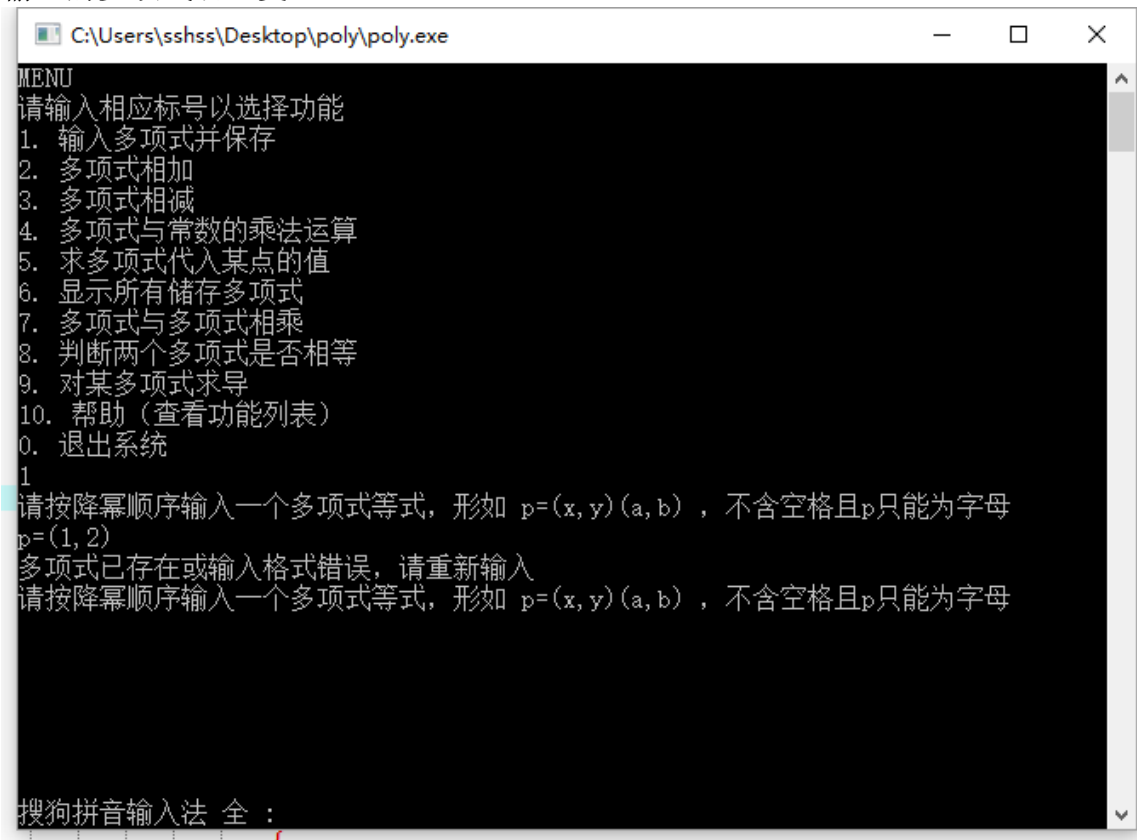 C:\Users\sshss\Desktop\poly\poly.exe
MENU
请输入相应标号以选择功能
1. 输入多项式并保存
2. 多项式相加
3. 多项式相减
4. 多项式与常数的乘法运算
5. 求多项式代入某点的值
6. 显示所有储存多项式
7. 多项式与多项式相乘
8. 判断两个多项式是否相等
9. 对某多项式求导
10. 帮助（查看功能列表）
0. 退出系统
1
请按降幂顺序输入一个多项式等式，形如 p=(x,y)(a,b) ，不含空格且p只能为字母
p=(1,2)
多项式已存在或输入格式错误，请重新输入
请按降幂顺序输入一个多项式等式，形如 p=(x,y)(a,b) ，不含空格且p只能为字母
搜狗拼音输入法 全 ：